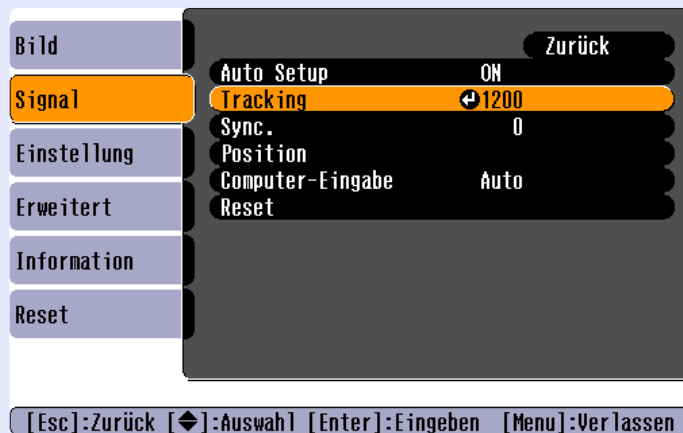 Bild
Signal
Einstellung
Erweitert
Information
Reset
Zurück
Auto Setup ON
Tracking 1200
Sync. 0
Position
Computer-Eingabe Auto
Reset
[Esc]:Zurück [◆]:Auswahl [Enter]:Eingeben [Menu]:Verlassen